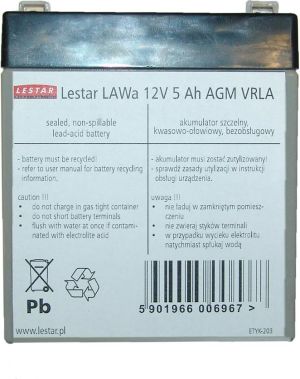 LESTAR Lestar LAWa 12V 5 Ah AGM VRLA
sealed, non-spillable
lead-acid battery
akumulator szczelny,
kwasowo-ołowiowy, bezobsługowy
- battery must be recycled!
- refer to user manual for battery recycling
information.
- akumulator musi zostać zutylizowany!
- sprawdź zasady utylizacji w instrukcji
obsługi urządzenia.
caution !!!
- do not charge in gas tight container
- do not short battery terminals
- flush with water at once if contami-
nated with electrolite acid
uwaga !!!
- nie ładuj w zamkniętym pomiesz-
czeniu
- nie zwieraj styków terminali
- w przypadku wycieku elektrolitu
natychmiast spłukaj wodą
Pb
5 901966 006967 >
www.lestar.pl
ETYK-203